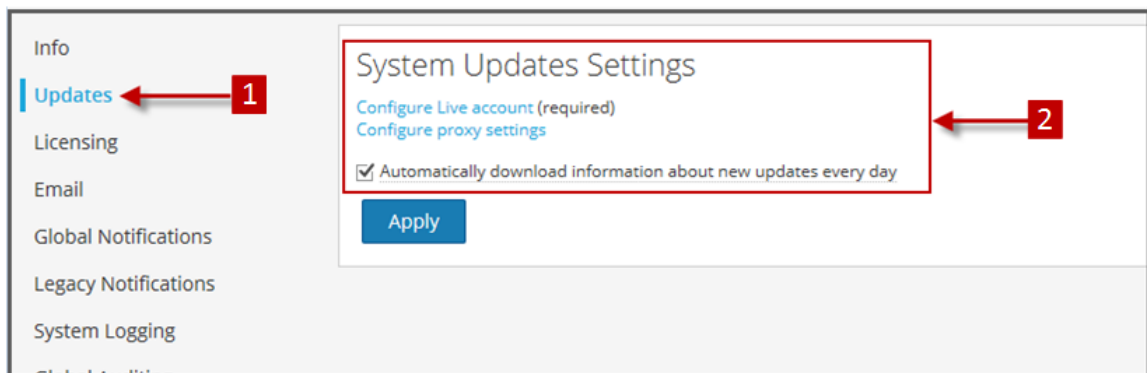 Info
Updates
1
Licensing
Email
Global Notifications
Legacy Notifications
System Logging
System Updates Settings
Configure Live account (required)
Configure proxy settings
Automatically download information about new updates every day
2
Apply